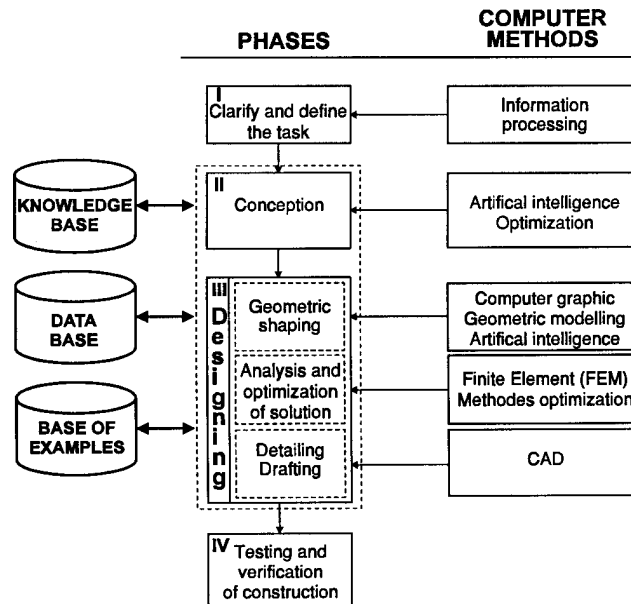 PHASES
COMPUTER
METHODS
I
Clarify and define
the task
Information
processing
KNOWLEDGE
BASE
II
Conception
Artifical intelligence
Optimization
DATA
BASE
III
Designing
Geometric
shaping
Computer graphic
Geometric modelling
Artifical intelligence
Analysis and
optimization
of solution
Finite Element (FEM)
Methodes optimization
BASE OF
EXAMPLES
Detailing
Drafting
CAD
IV
Testing and
verification
of construction